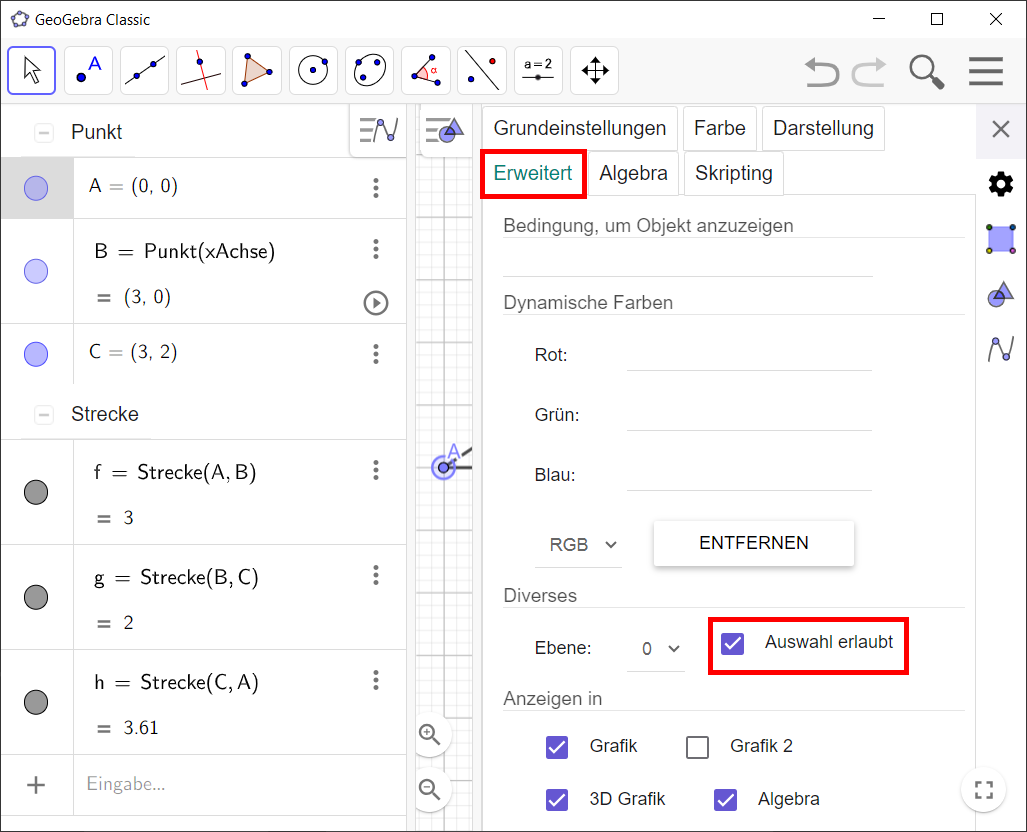 GeoGebra Classic
A
α
a=2
Punkt
A = (0, 0)
B = Punkt(xAchse)
= (3, 0)
C = (3, 2)
Strecke
f = Strecke(A, B)
= 3
g = Strecke(B, C)
= 2
h = Strecke(C, A)
= 3.61
+ Eingabe...
A
Grundeinstellungen Farbe Darstellung
Erweitert Algebra Skripting
Bedingung, um Objekt anzuzeigen
Dynamische Farben
Rot:
Grün:
Blau:
RGB ENTFERNEN
Diverses
Ebene: 0 Auswahl erlaubt
Anzeigen in
Grafik Grafik 2
3D Grafik Algebra